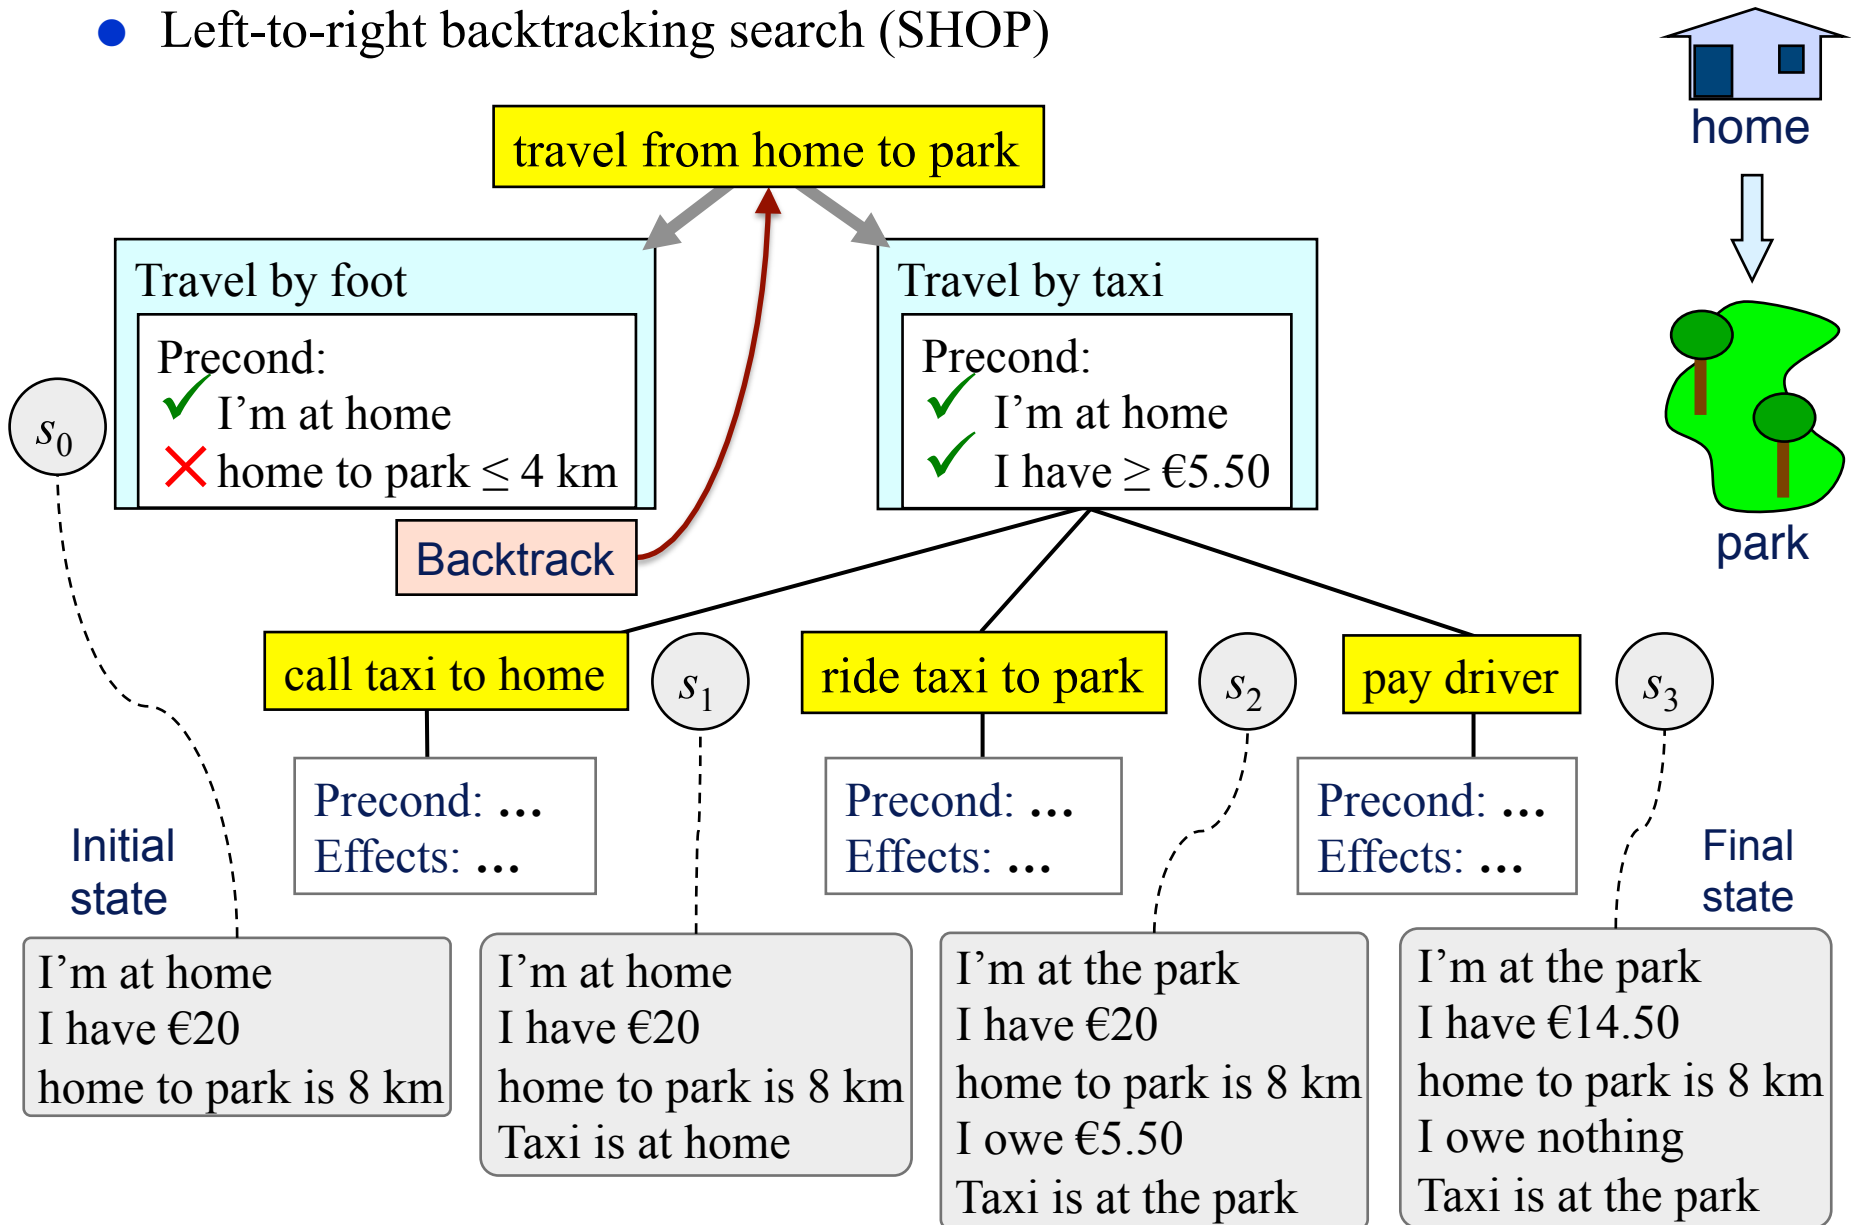 ● Left-to-right backtracking search (SHOP)
home
travel from home to park
Travel by foot
Precond:
✓ I'm at home
✕ home to park ≤ 4 km
Travel by taxi
Precond:
✓ I'm at home
✓ I have ≥ €5.50
park
s0
Backtrack
call taxi to home
s1
ride taxi to park
s2
pay driver
s3
Precond: ...
Effects: ...
Precond: ...
Effects: ...
Precond: ...
Effects: ...
Initial
state
Final
state
I'm at home
I have €20
home to park is 8 km
I'm at home
I have €20
home to park is 8 km
Taxi is at home
I'm at the park
I have €20
home to park is 8 km
I owe €5.50
Taxi is at the park
I'm at the park
I have €14.50
home to park is 8 km
I owe nothing
Taxi is at the park